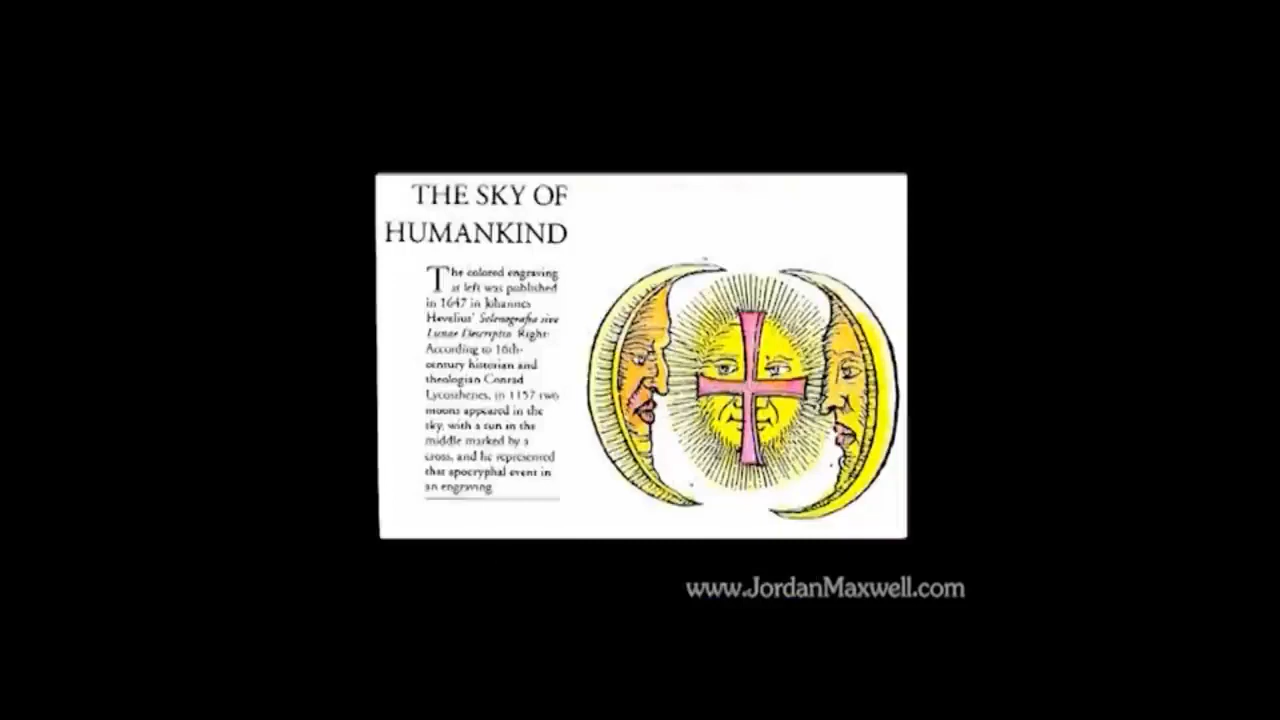 THE SKY OF
HUMANKIND
The colored engraving
at left was published
in 1647 in Johannes
Hevelius' Selenografia sive
Lunae Descriptio. Right:
According to 16th-
century historian and
theologian Conrad
Lycosthenes, in 1157 two
moons appeared in the
sky, with a sun in the
middle marked by a
cross, and he represented
that apocryphal event in
an engraving.
www.JordanMaxwell.com